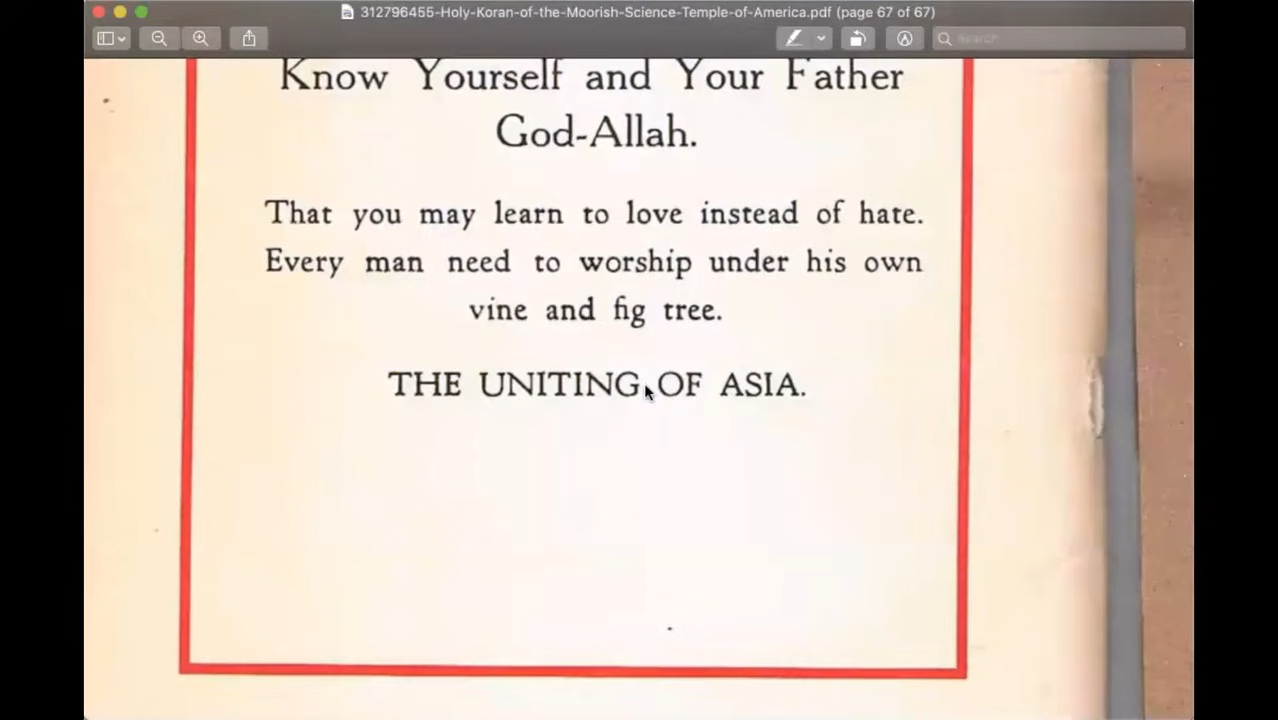 312796455-Holy-Koran-of-the-Moorish-Science-Temple-of-America.pdf (page 67 of 67)
Search
Know Yourself and Your Father
God-Allah.
That you may learn to love instead of hate.
Every man need to worship under his own
vine and fig tree.
THE UNITING OF ASIA.